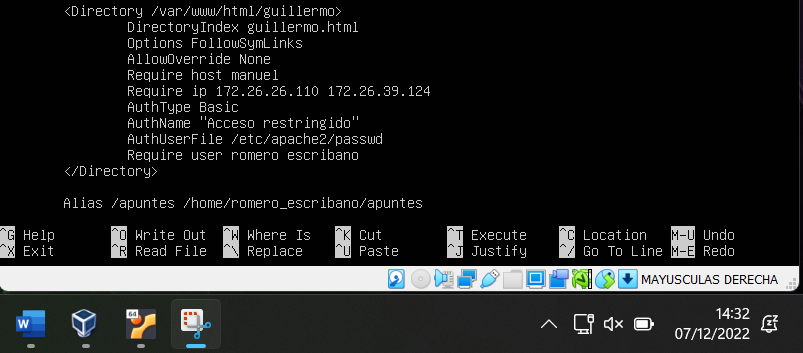 <Directory /var/www/html/guillermo>
DirectoryIndex guillermo.html
Options FollowSymLinks
AllowOverride None
Require host manuel
Require ip 172.26.26.110 172.26.39.124
AuthType Basic
AuthName "Acceso restringido"
AuthUserFile /etc/apache2/passwd
Require user romero escribano
</Directory>
Alias /apuntes /home/romero_escribano/apuntes
^G Help ^O Write Out ^W Where Is ^K Cut ^T Execute ^C Location M-U Undo
^X Exit ^R Read File ^\ Replace ^U Paste ^J Justify ^/ Go To Line M-E Redo
MAYUSCULAS DERECHA
W 64 14:32
07/12/2022